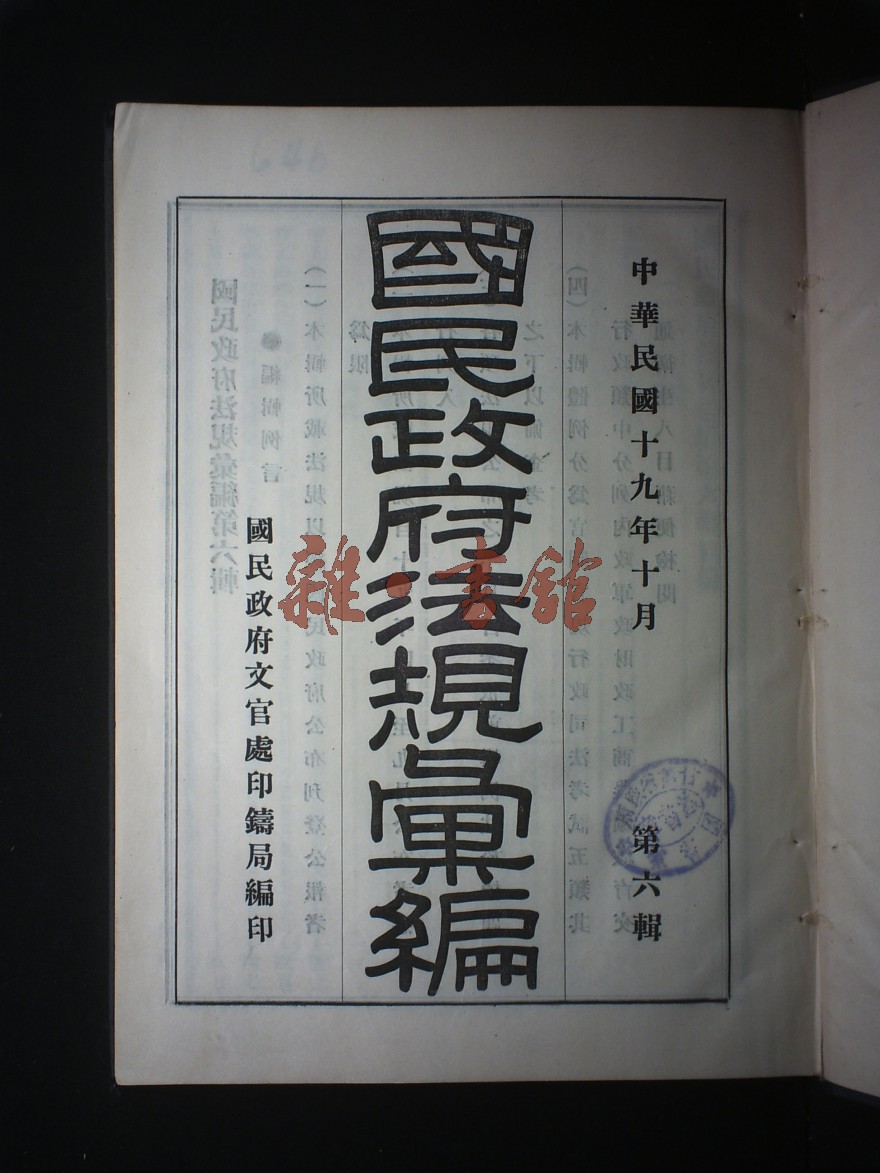 中華民國十九年十月 第六輯
國民政府法規彙編
國民政府文官處印鑄局編印
雜·書館